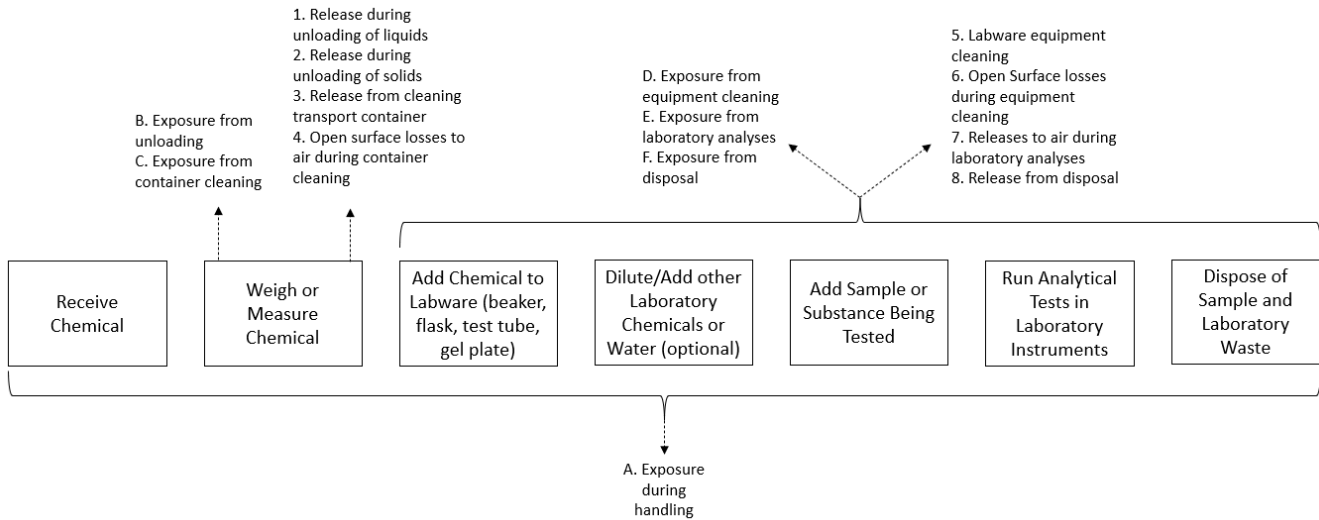 1. Release during
unloading of liquids
2. Release during
unloading of solids
3. Release from cleaning
transport container
4. Open surface losses to
air during container
cleaning
B. Exposure from
unloading
C. Exposure from
container cleaning
D. Exposure from
equipment cleaning
E. Exposure from
laboratory analyses
F. Exposure from
disposal
5. Labware equipment
cleaning
6. Open Surface losses
during equipment
cleaning
7. Releases to air during
laboratory analyses
8. Release from disposal
Receive
Chemical
Weigh or
Measure
Chemical
Add Chemical to
Labware (beaker,
flask, test tube,
gel plate)
Dilute/Add other
Laboratory
Chemicals or
Water (optional)
Add Sample or
Substance Being
Tested
Run Analytical
Tests in
Laboratory
Instruments
Dispose of
Sample and
Laboratory
Waste
A. Exposure
during
handling